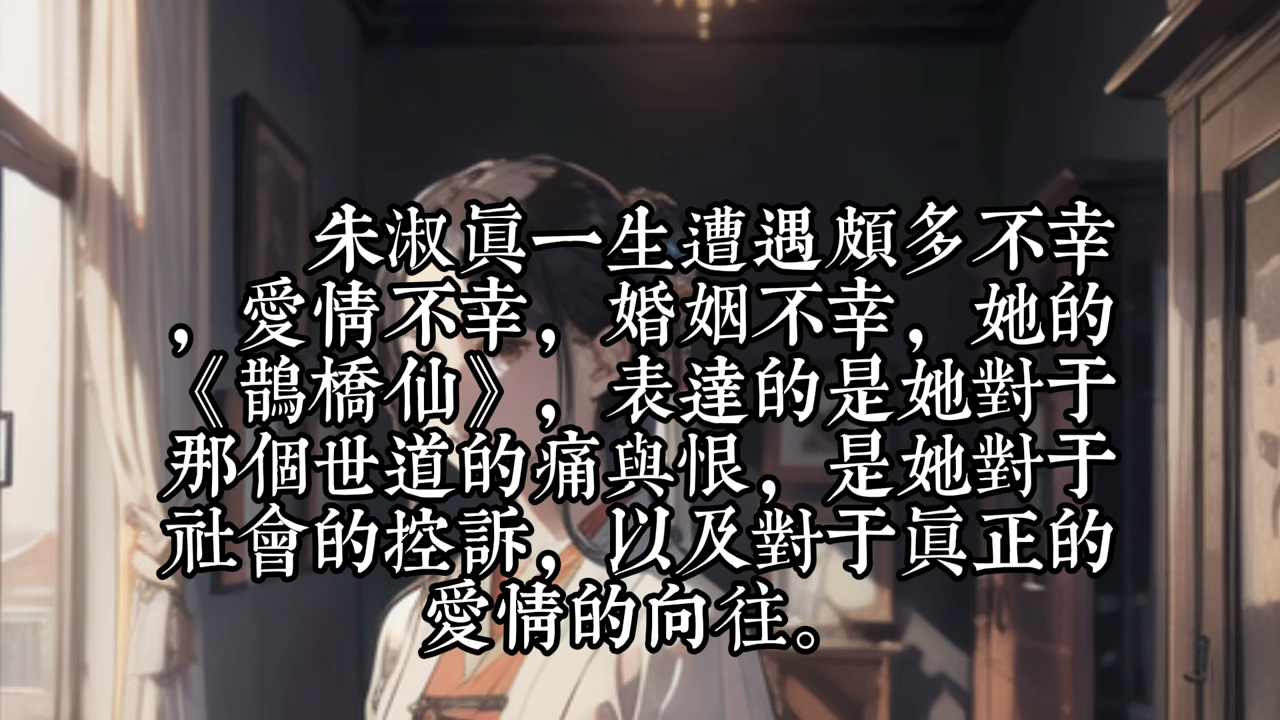 朱淑眞一生遭遇頗多不幸
，愛情不幸，婚姻不幸，她的
《鵲橋仙》，表達的是她對于
那個世道的痛與恨，是她對于
社會的控訴，以及對于眞正的
愛情的向往。